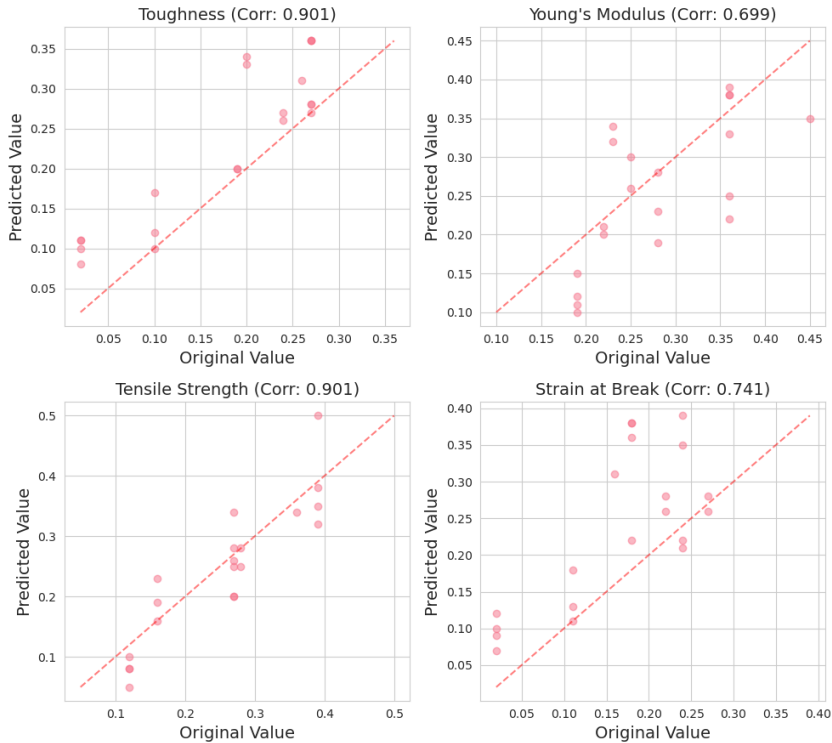 Toughness (Corr: 0.901)
Predicted Value
0.35
0.30
0.25
0.20
0.15
0.10
0.05
0.05 0.10 0.15 0.20 0.25 0.30 0.35
Original Value
Young's Modulus (Corr: 0.699)
Predicted Value
0.45
0.40
0.35
0.30
0.25
0.20
0.15
0.10
0.10 0.15 0.20 0.25 0.30 0.35 0.40 0.45
Original Value
Tensile Strength (Corr: 0.901)
Predicted Value
0.5
0.4
0.3
0.2
0.1
0.1 0.2 0.3 0.4 0.5
Original Value
Strain at Break (Corr: 0.741)
Predicted Value
0.40
0.35
0.30
0.25
0.20
0.15
0.10
0.05
0.05 0.10 0.15 0.20 0.25 0.30 0.35 0.40
Original Value